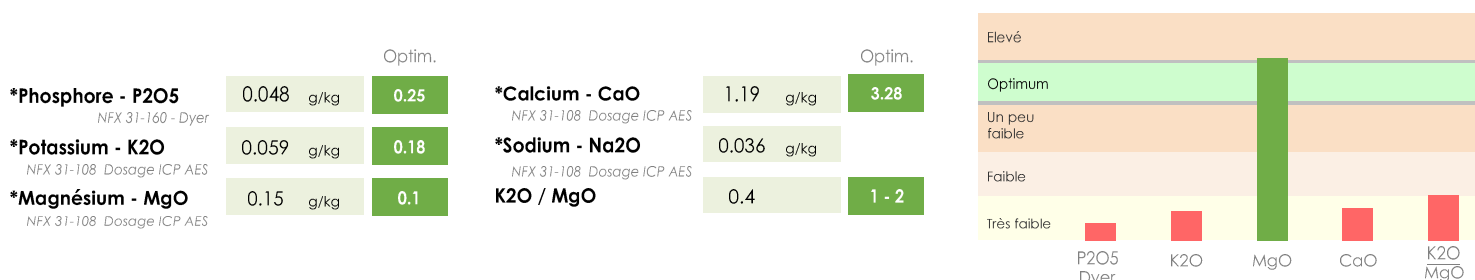 Optim.
*Phosphore - P2O5 0.048 g/kg 0.25
NFX 31-160 - Dyer
*Potassium - K2O 0.059 g/kg 0.18
NFX 31-108 Dosage ICP AES
*Magnésium - MgO 0.15 g/kg 0.1
NFX 31-108 Dosage ICP AES
Optim.
*Calcium - CaO 1.19 g/kg 3.28
NFX 31-108 Dosage ICP AES
*Sodium - Na2O 0.036 g/kg
NFX 31-108 Dosage ICP AES
K2O / MgO 0.4 1 - 2
Elevé
Optimum
Un peu
faible
Faible
Très faible
P2O5
Dyer
K2O
MgO
CaO
K2O
MgO